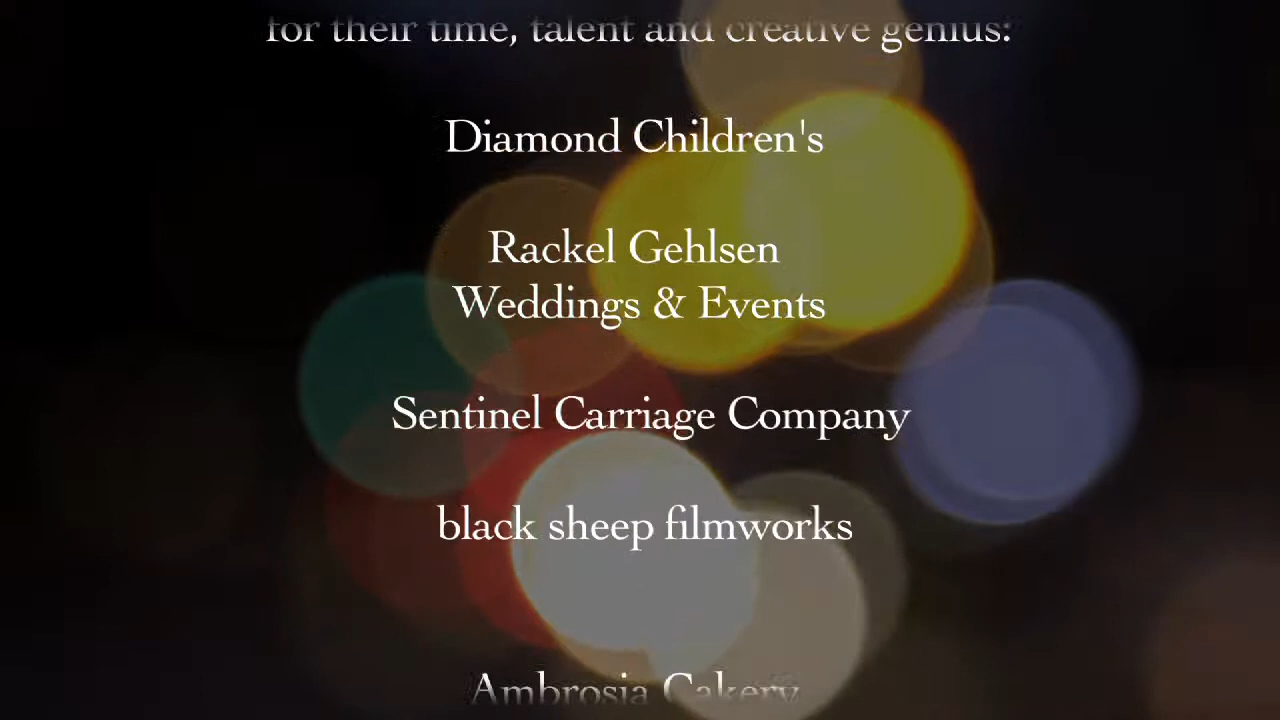 for their time, talent and creative genius:
Diamond Children's
Rackel Gehlsen
Weddings & Events
Sentinel Carriage Company
black sheep filmworks
Ambrosia Cakery